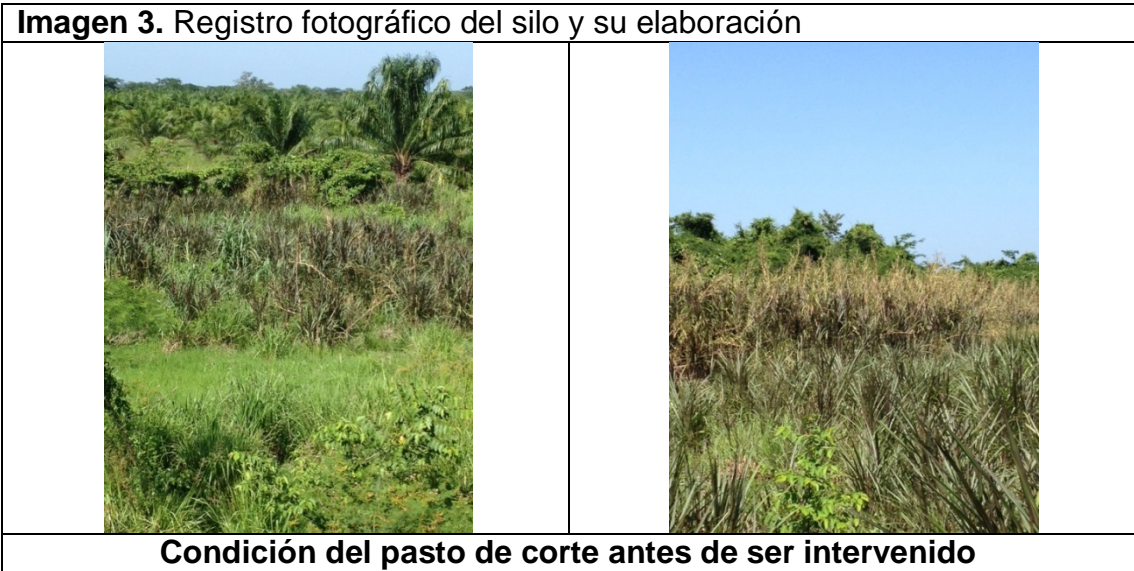 Imagen 3. Registro fotográfico del silo y su elaboración
Condición del pasto de corte antes de ser intervenido